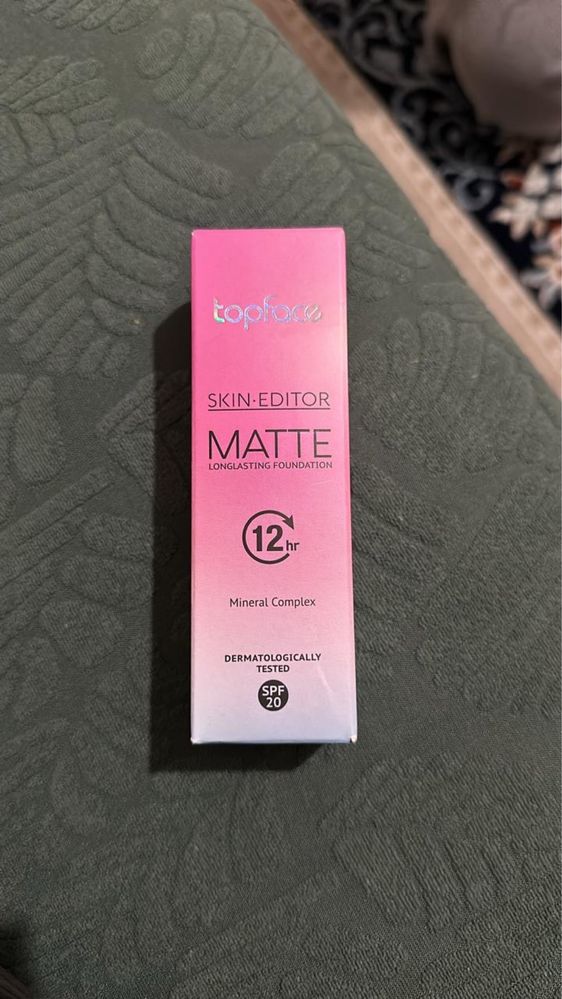 topface
SKIN·EDITOR
MATTE
LONGLASTING FOUNDATION
12hr
Mineral Complex
DERMATOLOGICALLY
TESTED
SPF
20